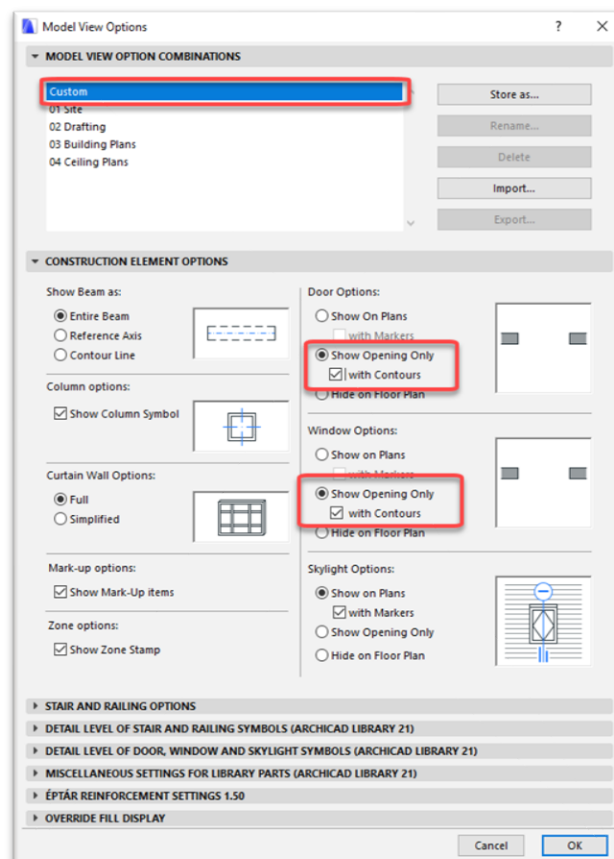 Model View Options
?
MODEL VIEW OPTION COMBINATIONS
Custom
01 Site
02 Drafting
03 Building Plans
04 Ceiling Plans
Store as...
Rename...
Delete
Import...
Export...
CONSTRUCTION ELEMENT OPTIONS
Show Beam as:
Entire Beam
Reference Axis
Contour Line
Column options:
Show Column Symbol
Curtain Wall Options:
Full
Simplified
Mark-up options:
Show Mark-Up items
Zone options:
Show Zone Stamp
Door Options:
Show On Plans
with Markers
Show Opening Only
with Contours
Hide on Floor Plan
Window Options:
Show on Plans
with Markers
Show Opening Only
with Contours
Hide on Floor Plan
Skylight Options:
Show on Plans
with Markers
Show Opening Only
Hide on Floor Plan
STAIR AND RAILING OPTIONS
DETAIL LEVEL OF STAIR AND RAILING SYMBOLS (ARCHICAD LIBRARY 21)
DETAIL LEVEL OF DOOR, WINDOW AND SKYLIGHT SYMBOLS (ARCHICAD LIBRARY 21)
MISCELLANEOUS SETTINGS FOR LIBRARY PARTS (ARCHICAD LIBRARY 21)
ÉPTÁR REINFORCEMENT SETTINGS 1.50
OVERRIDE FILL DISPLAY
Cancel
OK